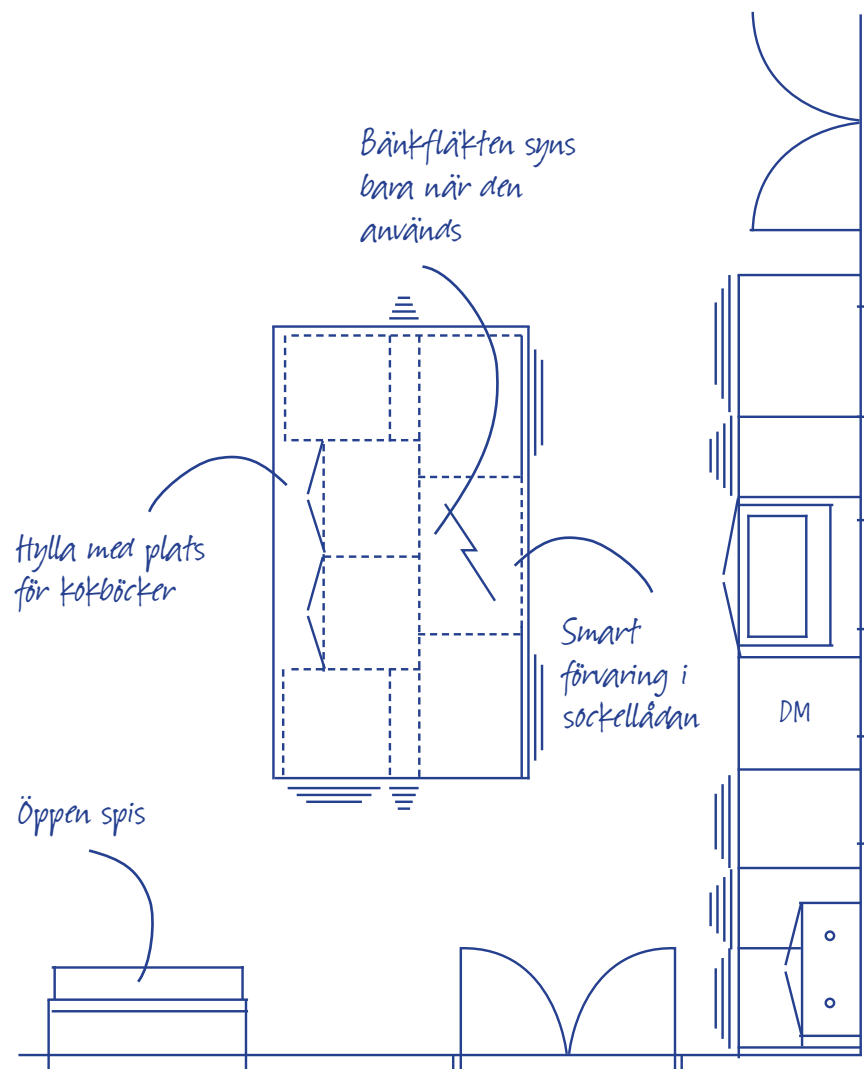 Bänkfläkten syns
bara när den
används
Hylla med plats
för kokböcker
Smart
förvaring i
sockellådan
DM
Öppen spis